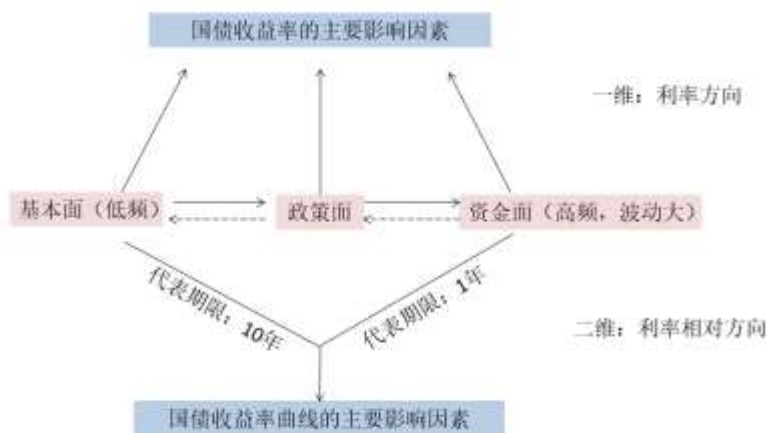 国债收益率的主要影响因素
一维：利率方向
基本面（低频）
政策面
资金面（高频，波动大）
代表期限：10年
代表期限：1年
二维：利率相对方向
国债收益率曲线的主要影响因素